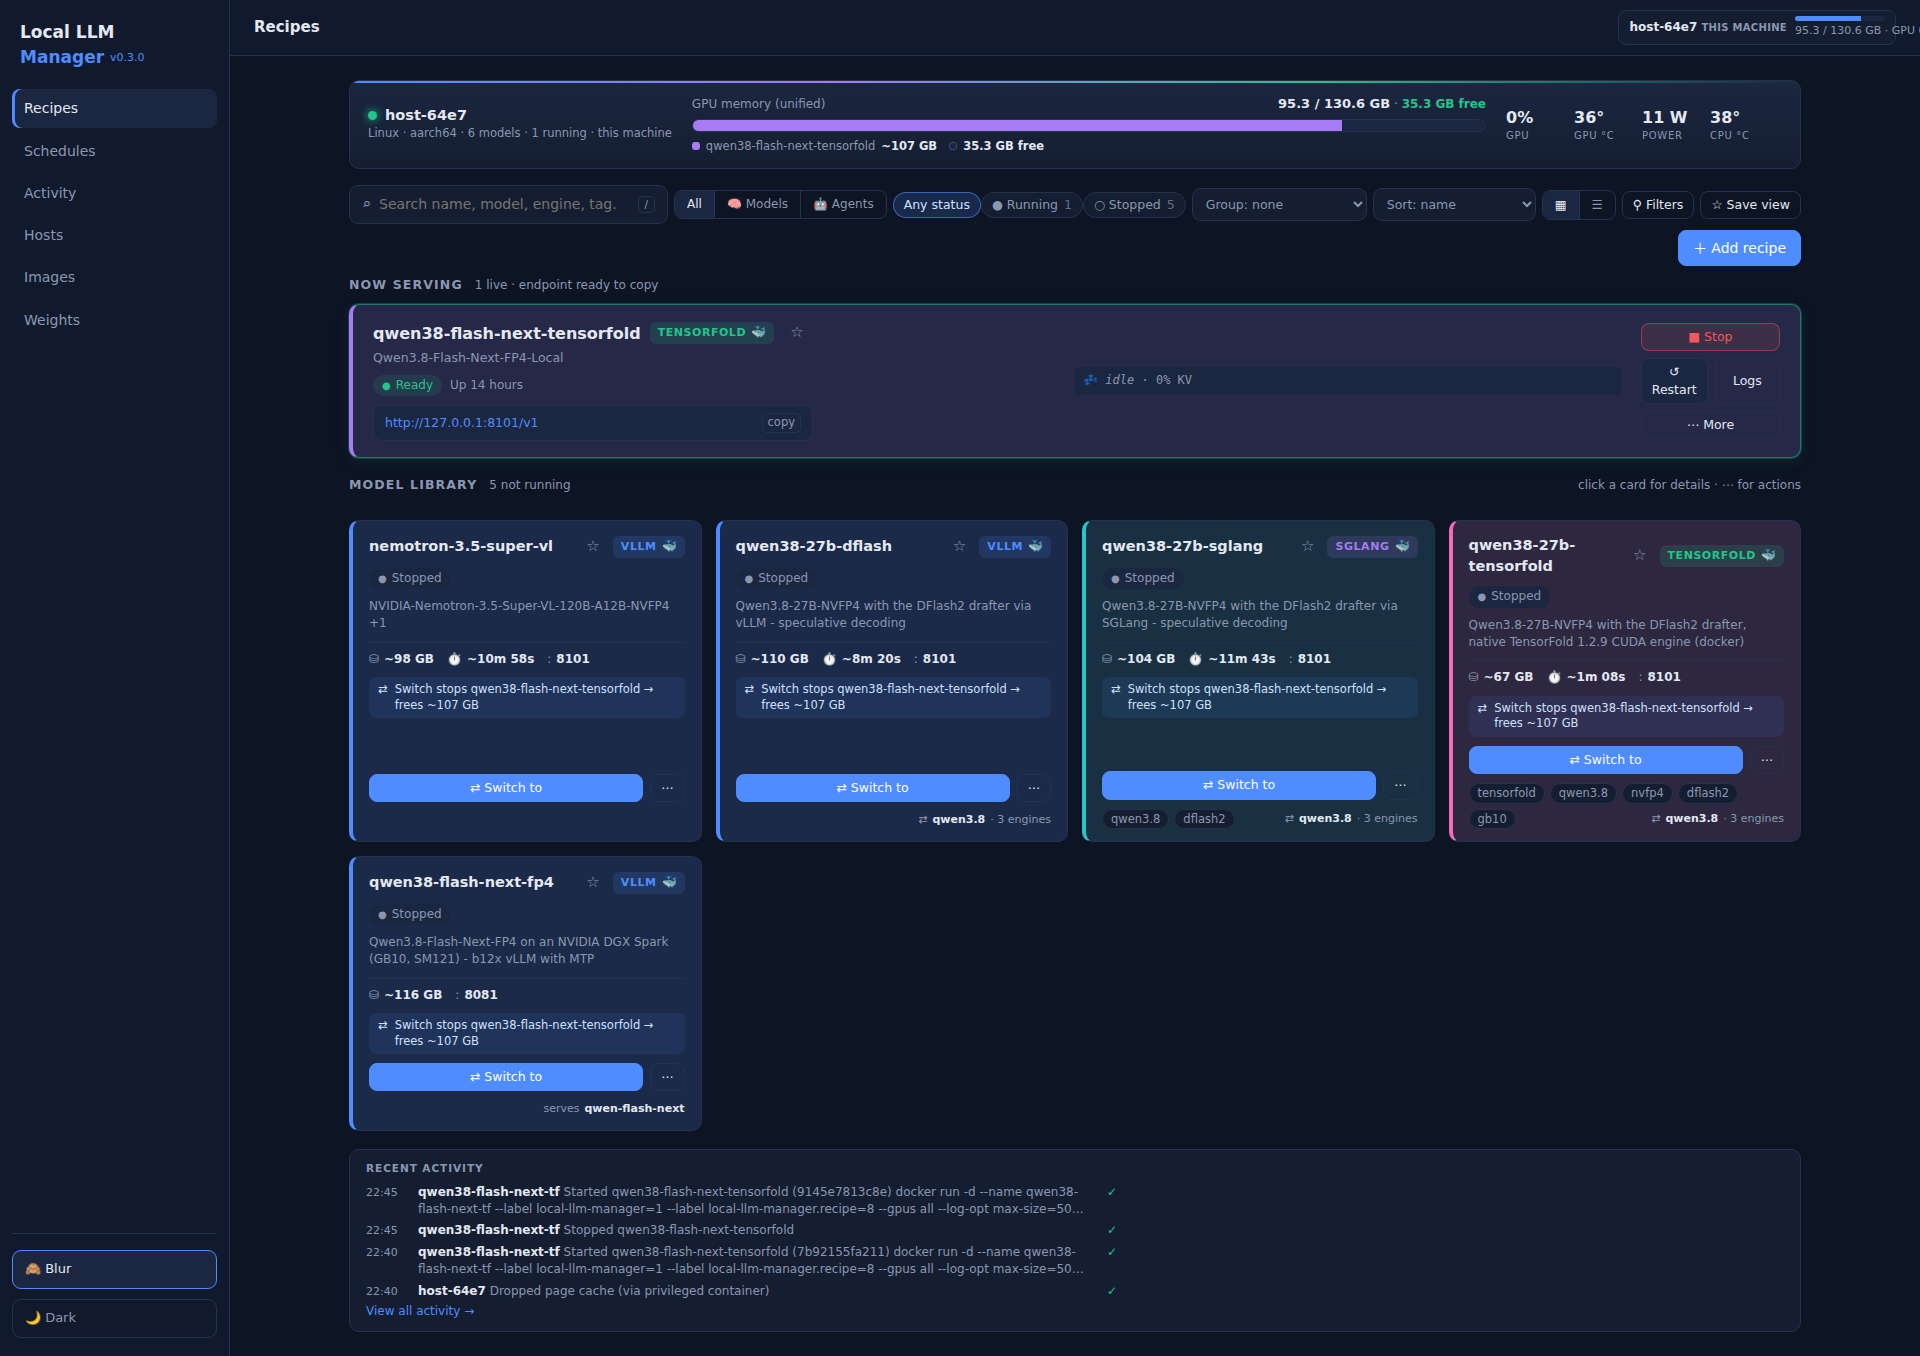 Local LLM
Manager v0.3.0
Recipes
Schedules
Activity
Hosts
Images
Weights
🙈 Blur
🌙 Dark
Recipes
host-64e7 THIS MACHINE
95.3 / 130.6 GB · GPU
host-64e7
Linux · aarch64 · 6 models · 1 running · this machine
GPU memory (unified)
95.3 / 130.6 GB · 35.3 GB free
qwen38-flash-next-tensorfold ~107 GB 35.3 GB free
0%
GPU
36°
GPU °C
11 W
POWER
38°
CPU °C
⌕ Search name, model, engine, tag. /
All 🧠 Models 🤖 Agents
Any status ● Running 1 ○ Stopped 5
Group: none
Sort: name
▦ ☰
⚲ Filters
☆ Save view
+ Add recipe
NOW SERVING 1 live · endpoint ready to copy
qwen38-flash-next-tensorfold TENSORFOLD 🐳 ☆
Qwen3.8-Flash-Next-FP4-Local
● Ready Up 14 hours
http://127.0.0.1:8101/v1 copy
💤 idle · 0% KV
■ Stop
↺ Restart
Logs
⋯ More
MODEL LIBRARY 5 not running
click a card for details · ⋯ for actions
nemotron-3.5-super-vl ☆ VLLM 🐳
● Stopped
NVIDIA-Nemotron-3.5-Super-VL-120B-A12B-NVFP4
+1
⛁ ~98 GB ⏱ ~10m 58s : 8101
⇄ Switch stops qwen38-flash-next-tensorfold →
frees ~107 GB
⇄ Switch to ⋯
qwen38-27b-dflash ☆ VLLM 🐳
● Stopped
Qwen3.8-27B-NVFP4 with the DFlash2 drafter via
vLLM - speculative decoding
⛁ ~110 GB ⏱ ~8m 20s : 8101
⇄ Switch stops qwen38-flash-next-tensorfold →
frees ~107 GB
⇄ Switch to ⋯
⇄ qwen3.8 · 3 engines
qwen38-27b-sglang ☆ SGLANG 🐳
● Stopped
Qwen3.8-27B-NVFP4 with the DFlash2 drafter via
SGLang - speculative decoding
⛁ ~104 GB ⏱ ~11m 43s : 8101
⇄ Switch stops qwen38-flash-next-tensorfold →
frees ~107 GB
⇄ Switch to ⋯
qwen3.8 dflash2 ⇄ qwen3.8 · 3 engines
qwen38-27b-
tensorfold ☆ TENSORFOLD 🐳
● Stopped
Qwen3.8-27B-NVFP4 with the DFlash2 drafter,
native TensorFold 1.2.9 CUDA engine (docker)
⛁ ~67 GB ⏱ ~1m 08s : 8101
⇄ Switch stops qwen38-flash-next-tensorfold →
frees ~107 GB
⇄ Switch to ⋯
tensorfold qwen3.8 nvfp4 dflash2
gb10 ⇄ qwen3.8 · 3 engines
qwen38-flash-next-fp4 ☆ VLLM 🐳
● Stopped
Qwen3.8-Flash-Next-FP4 on an NVIDIA DGX Spark
(GB10, SM121) - b12x vLLM with MTP
⛁ ~116 GB : 8081
⇄ Switch stops qwen38-flash-next-tensorfold →
frees ~107 GB
⇄ Switch to ⋯
serves qwen-flash-next
RECENT ACTIVITY
22:45 qwen38-flash-next-tf Started qwen38-flash-next-tensorfold (9145e7813c8e) docker run -d --name qwen38- ✓
flash-next-tf --label local-llm-manager=1 --label local-llm-manager.recipe=8 --gpus all --log-opt max-size=50…
22:45 qwen38-flash-next-tf Stopped qwen38-flash-next-tensorfold ✓
22:40 qwen38-flash-next-tf Started qwen38-flash-next-tensorfold (7b92155fa211) docker run -d --name qwen38- ✓
flash-next-tf --label local-llm-manager=1 --label local-llm-manager.recipe=8 --gpus all --log-opt max-size=50…
22:40 host-64e7 Dropped page cache (via privileged container) ✓
View all activity →